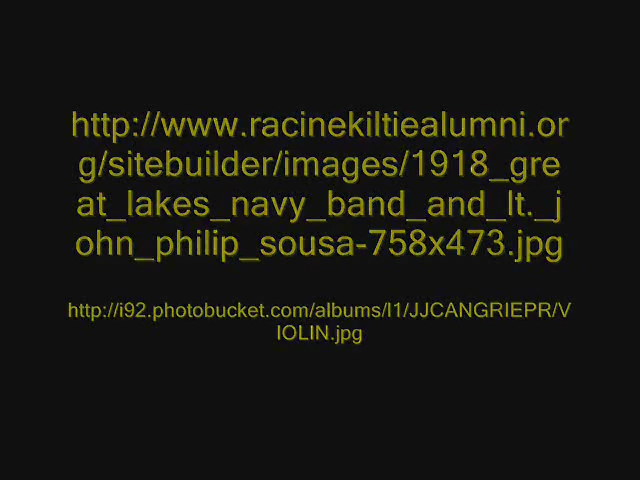 http://www.racinekiltiealumni.or
g/sitebuilder/images/1918_gre
at_lakes_navy_band_and_lt._j
ohn_philip_sousa-758x473.jpg
http://i92.photobucket.com/albums/l1/JJCANGRIEPR/V
IOLIN.jpg